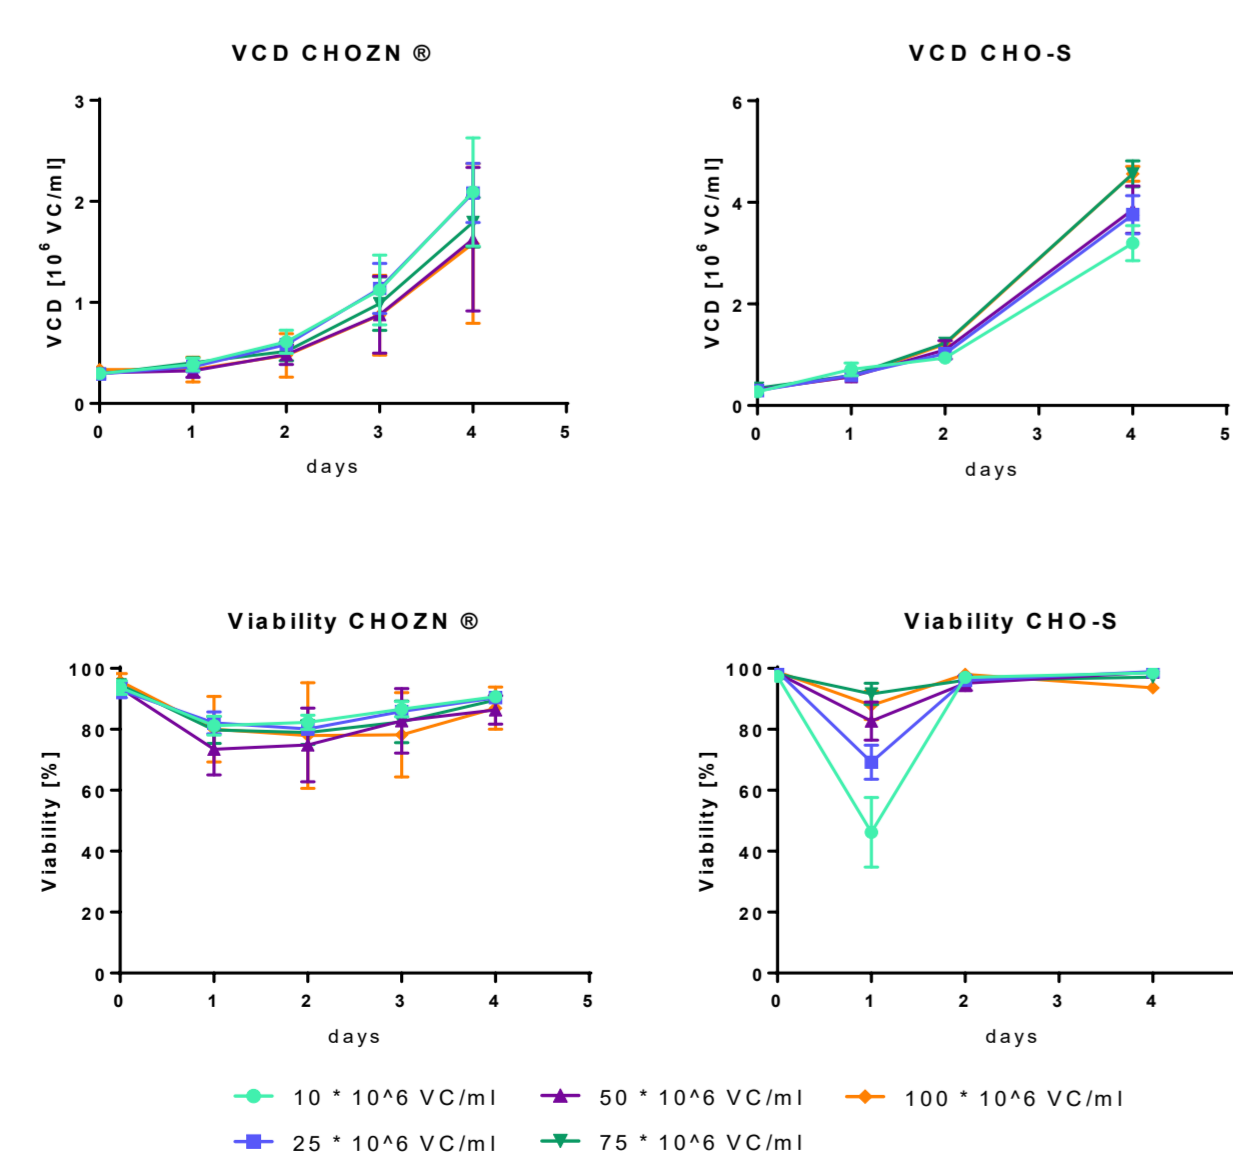 VCD CHOZN ®
VCD [10^6 VC/ml]
3
2
1
0
0 1 2 3 4 5
days
VCD CHO-S
VCD [10^6 VC/ml]
6
4
2
0
0 1 2 3 4 5
days
Viability CHOZN ®
Viability [%]
100
80
60
40
20
0
0 1 2 3 4 5
days
Viability CHO-S
Viability [%]
100
80
60
40
20
0
0 1 2 3 4
days
10 * 10^6 VC/ml 50 * 10^6 VC/ml 100 * 10^6 VC/ml
25 * 10^6 VC/ml 75 * 10^6 VC/ml